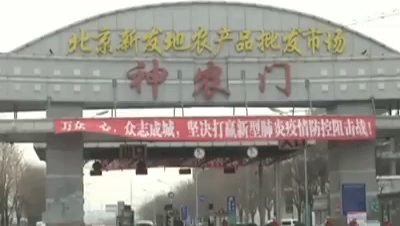 北京新发地农产品批发市场
神农门
万众一心，众志成城，坚决打赢新型肺炎疫情防控阻击战！
出口